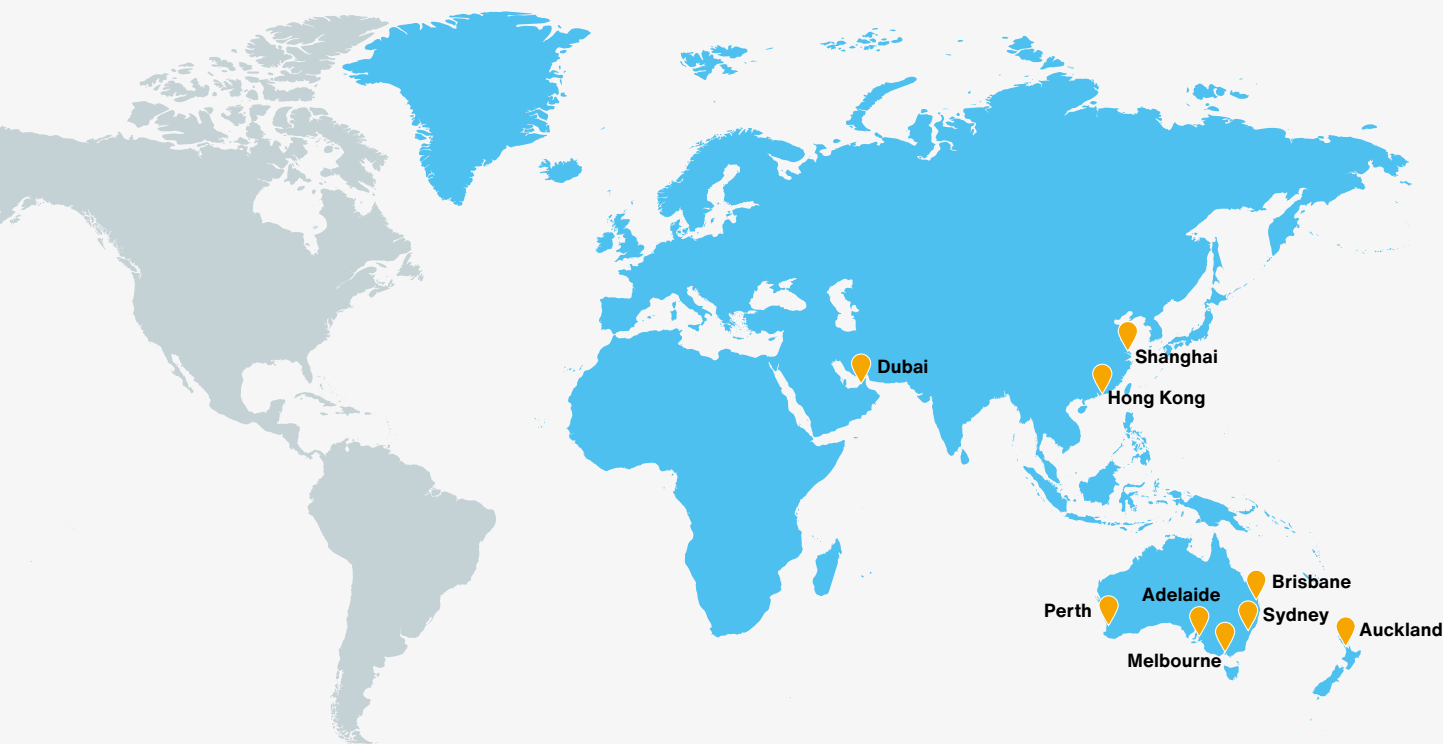 Shanghai
Dubai
Hong Kong
Brisbane
Adelaide
Perth
Sydney
Auckland
Melbourne